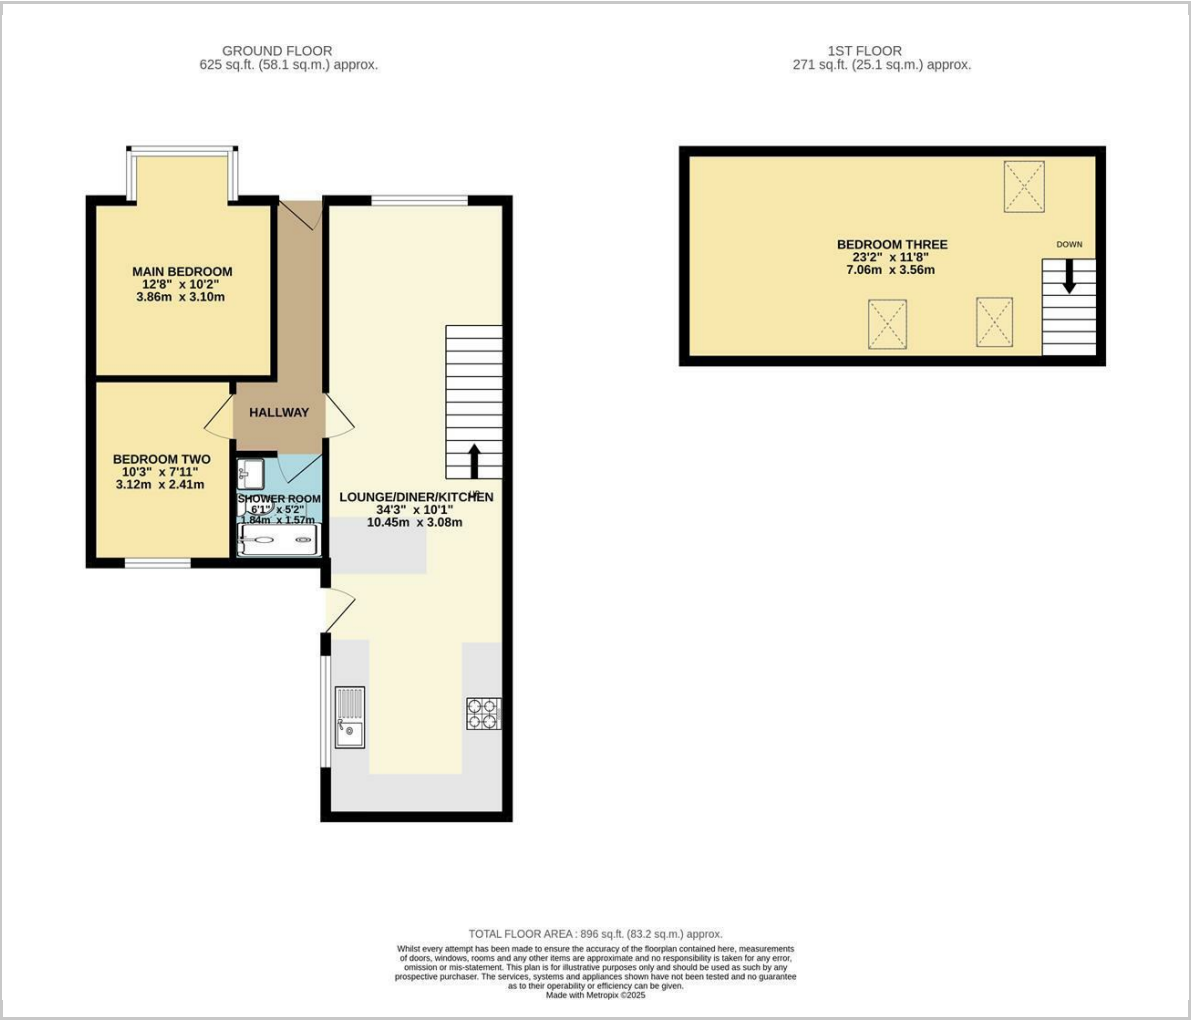 GROUND FLOOR
625 sq.ft. (58.1 sq.m.) approx.
1ST FLOOR
271 sq.ft. (25.1 sq.m.) approx.
MAIN BEDROOM
12'8" x 10'2"
3.86m x 3.10m
BEDROOM THREE
23'2" x 11'8"
7.06m x 3.56m
DOWN
HALLWAY
BEDROOM TWO
10'3" x 7'11"
3.12m x 2.41m
SHOWER ROOM
6'1" x 5'2"
1.84m x 1.57m
UP
LOUNGE/DINER/KITCHEN
34'3" x 10'1"
10.45m x 3.08m
TOTAL FLOOR AREA : 896 sq.ft. (83.2 sq.m.) approx.
Whilst every attempt has been made to ensure the accuracy of the floorplan contained here, measurements
of doors, windows, rooms and any other items are approximate and no responsibility is taken for any error,
omission or mis-statement. This plan is for illustrative purposes only and should be used as such by any
prospective purchaser. The services, systems and appliances shown have not been tested and no guarantee
as to their operability or efficiency can be given.
Made with Metropix ©2025